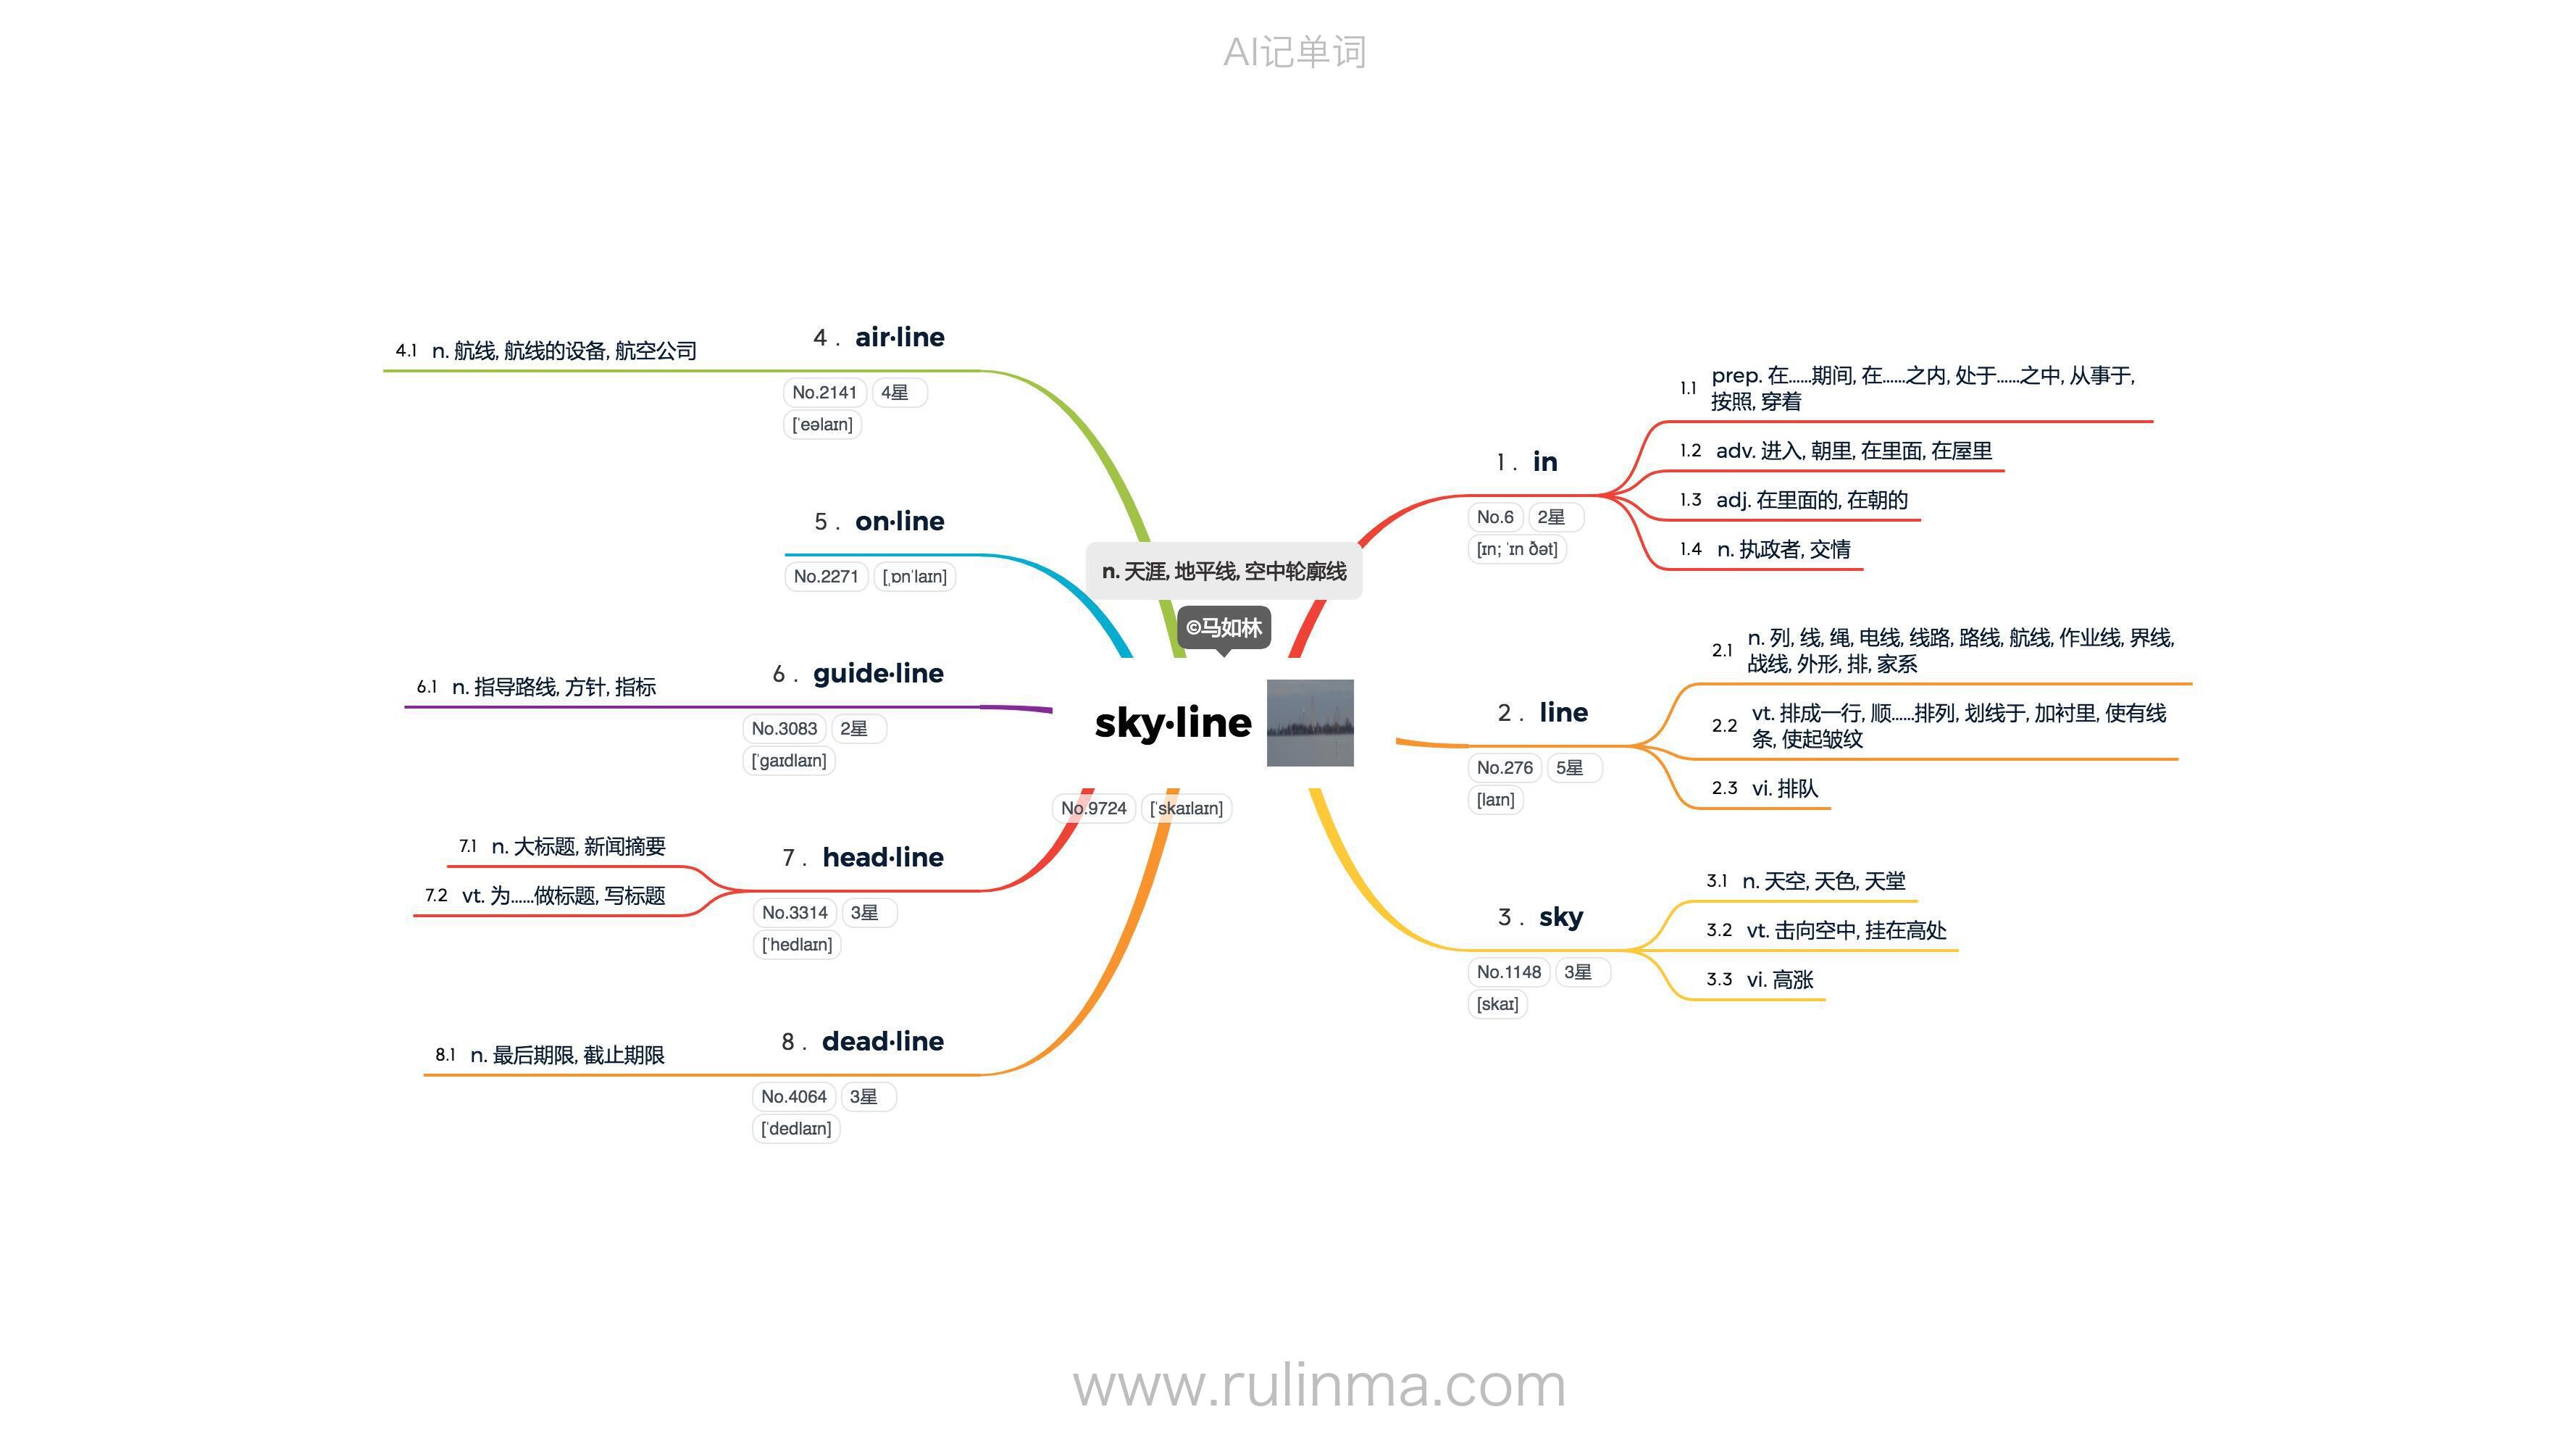 AI记单词
n. 天涯, 地平线, 空中轮廓线
©马如林
sky·line
No.9724 [ˈskaɪlaɪn]
1 . in
No.6 2星
[ɪn; ˈɪn ðət]
1.1 prep. 在……期间, 在……之内, 处于……之中, 从事于,
按照, 穿着
1.2 adv. 进入, 朝里, 在里面, 在屋里
1.3 adj. 在里面的, 在朝的
1.4 n. 执政者, 交情
2 . line
No.276 5星
[laɪn]
2.1 n. 列, 线, 绳, 电线, 线路, 路线, 航线, 作业线, 界线,
战线, 外形, 排, 家系
2.2 vt. 排成一行, 顺……排列, 划线于, 加衬里, 使有线
条, 使起皱纹
2.3 vi. 排队
3 . sky
No.1148 3星
[skaɪ]
3.1 n. 天空, 天色, 天堂
3.2 vt. 击向空中, 挂在高处
3.3 vi. 高涨
4 . air·line
No.2141 4星
[ˈeəlaɪn]
4.1 n. 航线, 航线的设备, 航空公司
5 . on·line
No.2271 [ˌɒnˈlaɪn]
6 . guide·line
No.3083 2星
[ˈɡaɪdlaɪn]
6.1 n. 指导路线, 方针, 指标
7 . head·line
No.3314 3星
[ˈhedlaɪn]
7.1 n. 大标题, 新闻摘要
7.2 vt. 为……做标题, 写标题
8 . dead·line
No.4064 3星
[ˈdedlaɪn]
8.1 n. 最后期限, 截止期限
www.rulinma.com